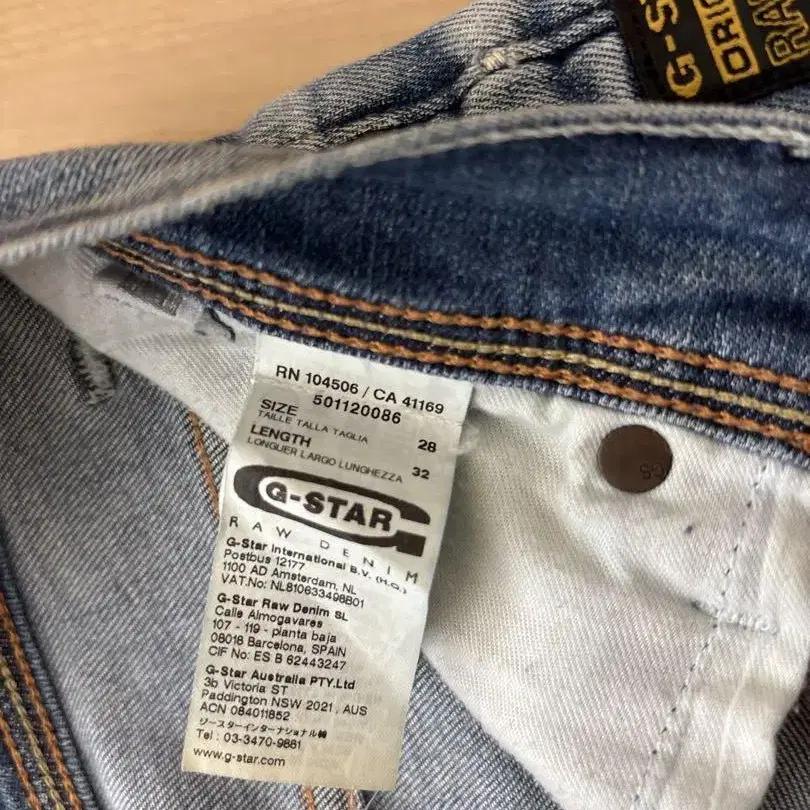 G-S
ORIG
RA
RN 104506 / CA 41169
501120086
SIZE
TAILLE TALLA TAGLIA 28
LENGTH
LONGUER LARGO LUNGHEZZA 32
G-STAR
RAW DENIM
G-Star International B.V. (H.Q.)
Postbus 12177
1100 AD Amsterdam, NL
VAT.No: NL810633498B01
G-Star Raw Denim SL
Calle Almogavares
107 - 119 - planta baja
08018 Barcelona, SPAIN
CIF No: ES B 62443247
G-Star Australia PTY.Ltd
3b Victoria ST
Paddington NSW 2021, AUS
ACN 084011852
ジースターインターナショナル㈱
Tel : 03-3470-9881
www.g-star.com
GS